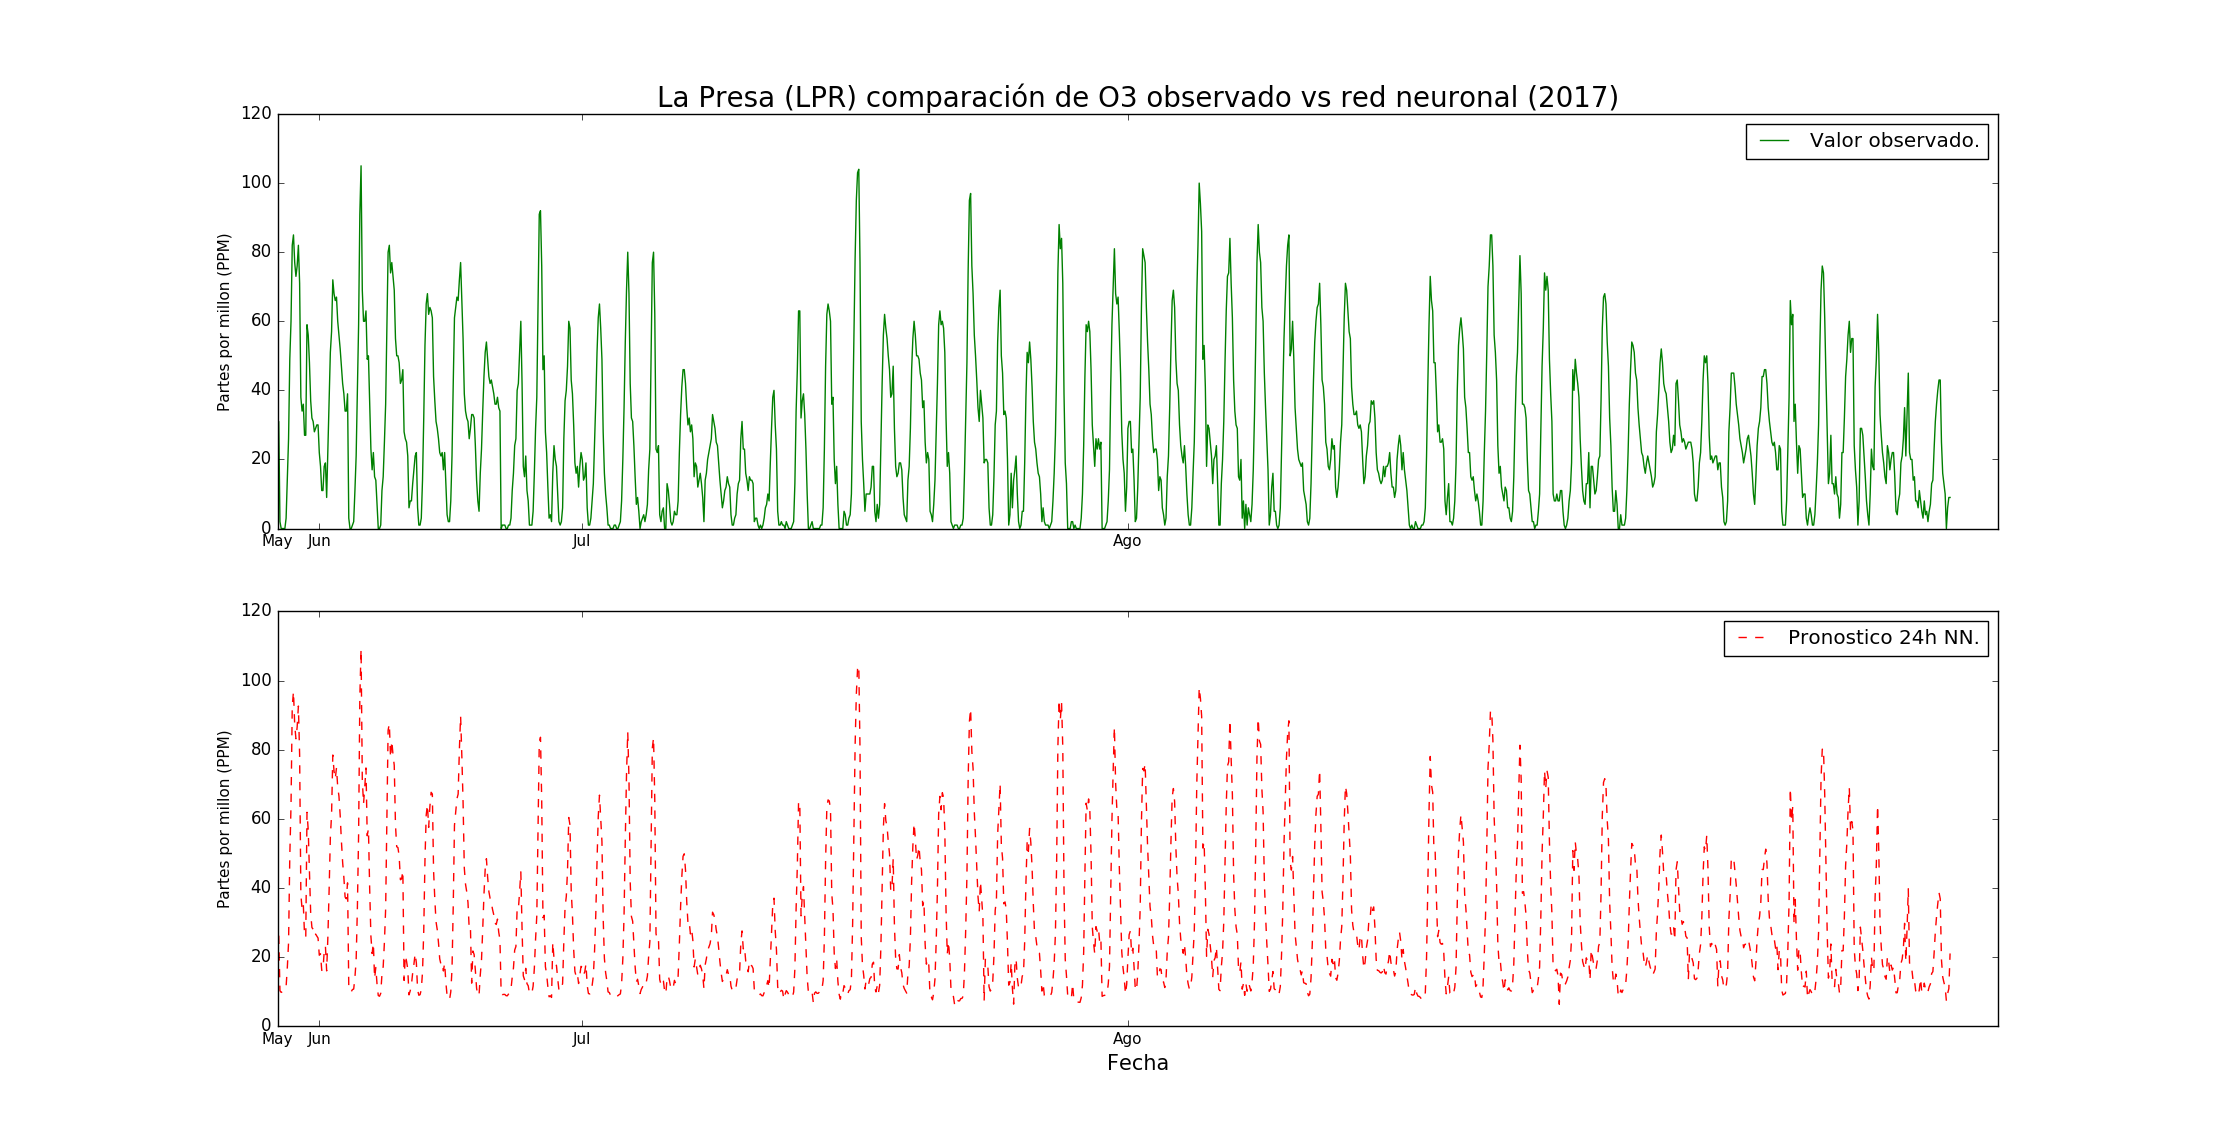 La Presa (LPR) comparación de O3 observado vs red neuronal (2017)
120
100
80
60
40
20
0
Partes por millon (PPM)
Valor observado.
May Jun Jul Ago
120
100
80
60
40
20
0
Partes por millon (PPM)
Pronostico 24h NN.
May Jun Jul Ago
Fecha